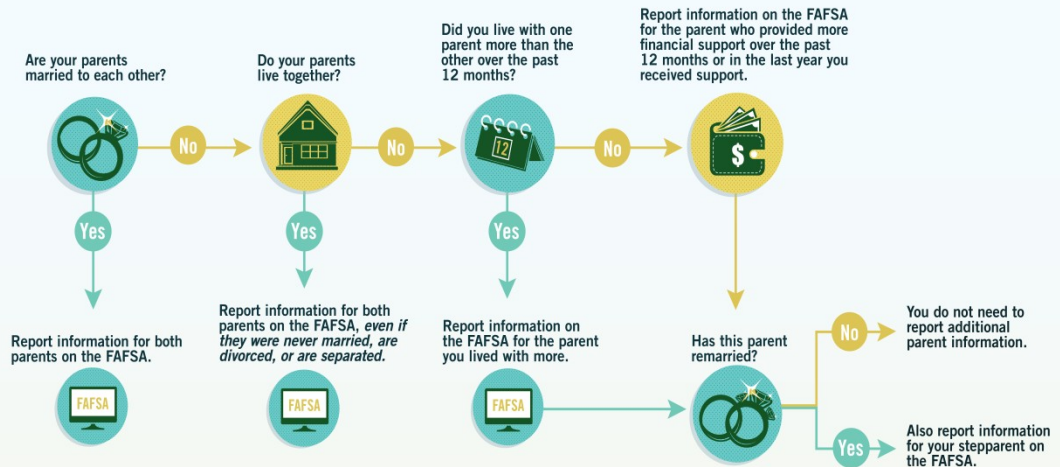 Are your parents
married to each other?
No
Yes
Report information for both
parents on the FAFSA.
FAFSA
Do your parents
live together?
No
Yes
Report information for both
parents on the FAFSA, even if
they were never married, are
divorced, or are separated.
FAFSA
Did you live with one
parent more than the
other over the past
12 months?
12
No
Yes
Report information on
the FAFSA for the parent
you lived with more.
FAFSA
Report information on the FAFSA
for the parent who provided more
financial support over the past
12 months or in the last year you
received support.
$
Has this parent
remarried?
No
You do not need to
report additional
parent information.
Yes
Also report information
for your stepparent on
the FAFSA.